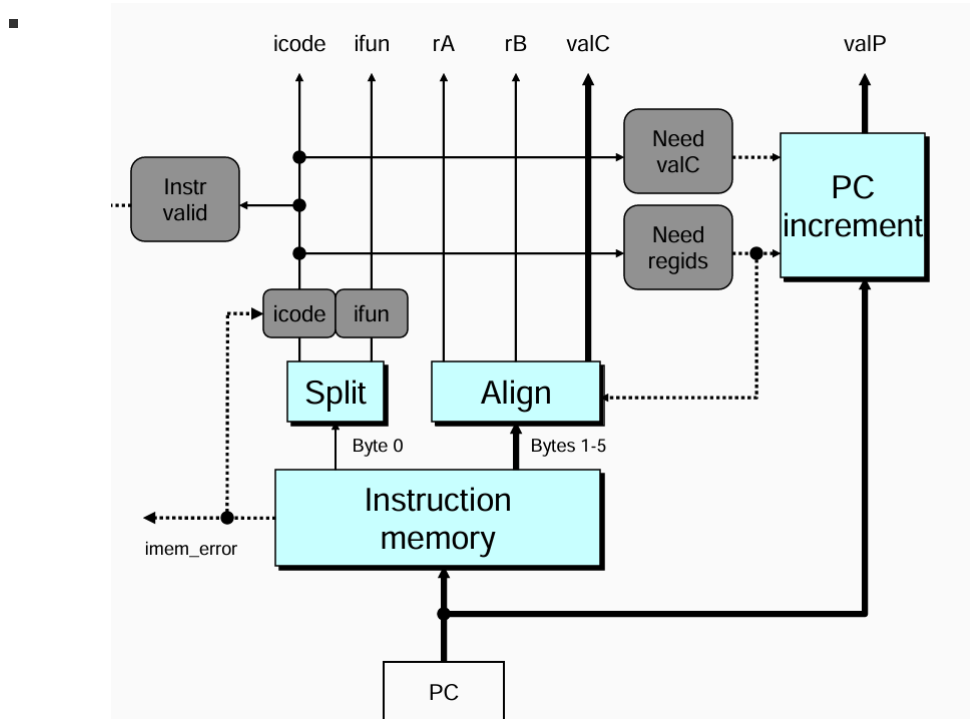 icode ifun rA rB valC valP
Need
valC
Instr
valid
PC
increment
Need
regids
icode ifun
Split
Align
Byte 0
Bytes 1-5
Instruction
memory
imem_error
PC